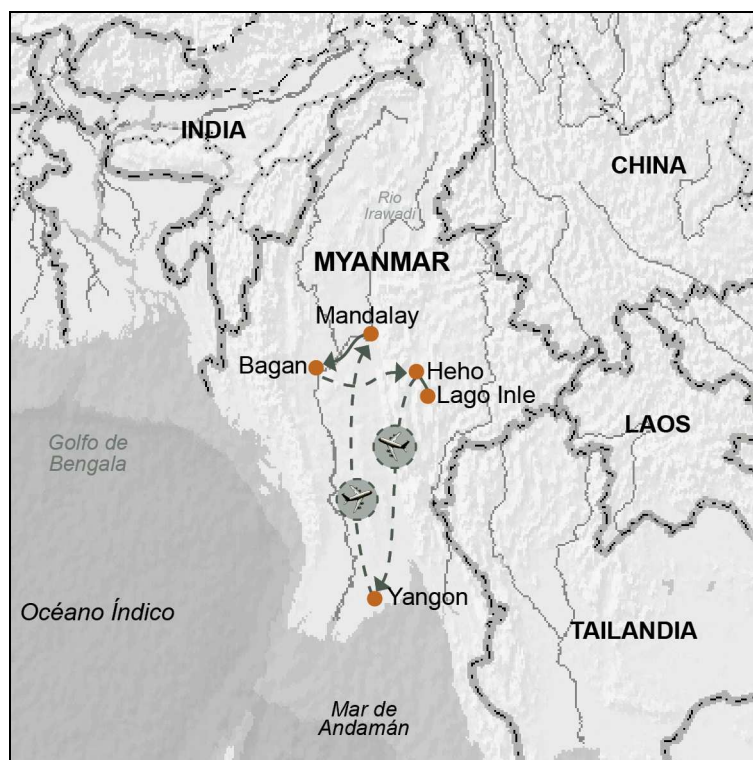 INDIA
CHINA
Rio
Irawadi
MYANMAR
Mandalay
Bagan
Heho
Lago Inle
LAOS
Golfo de
Bengala
Océano Índico
Yangon
TAILANDIA
Mar de
Andamán